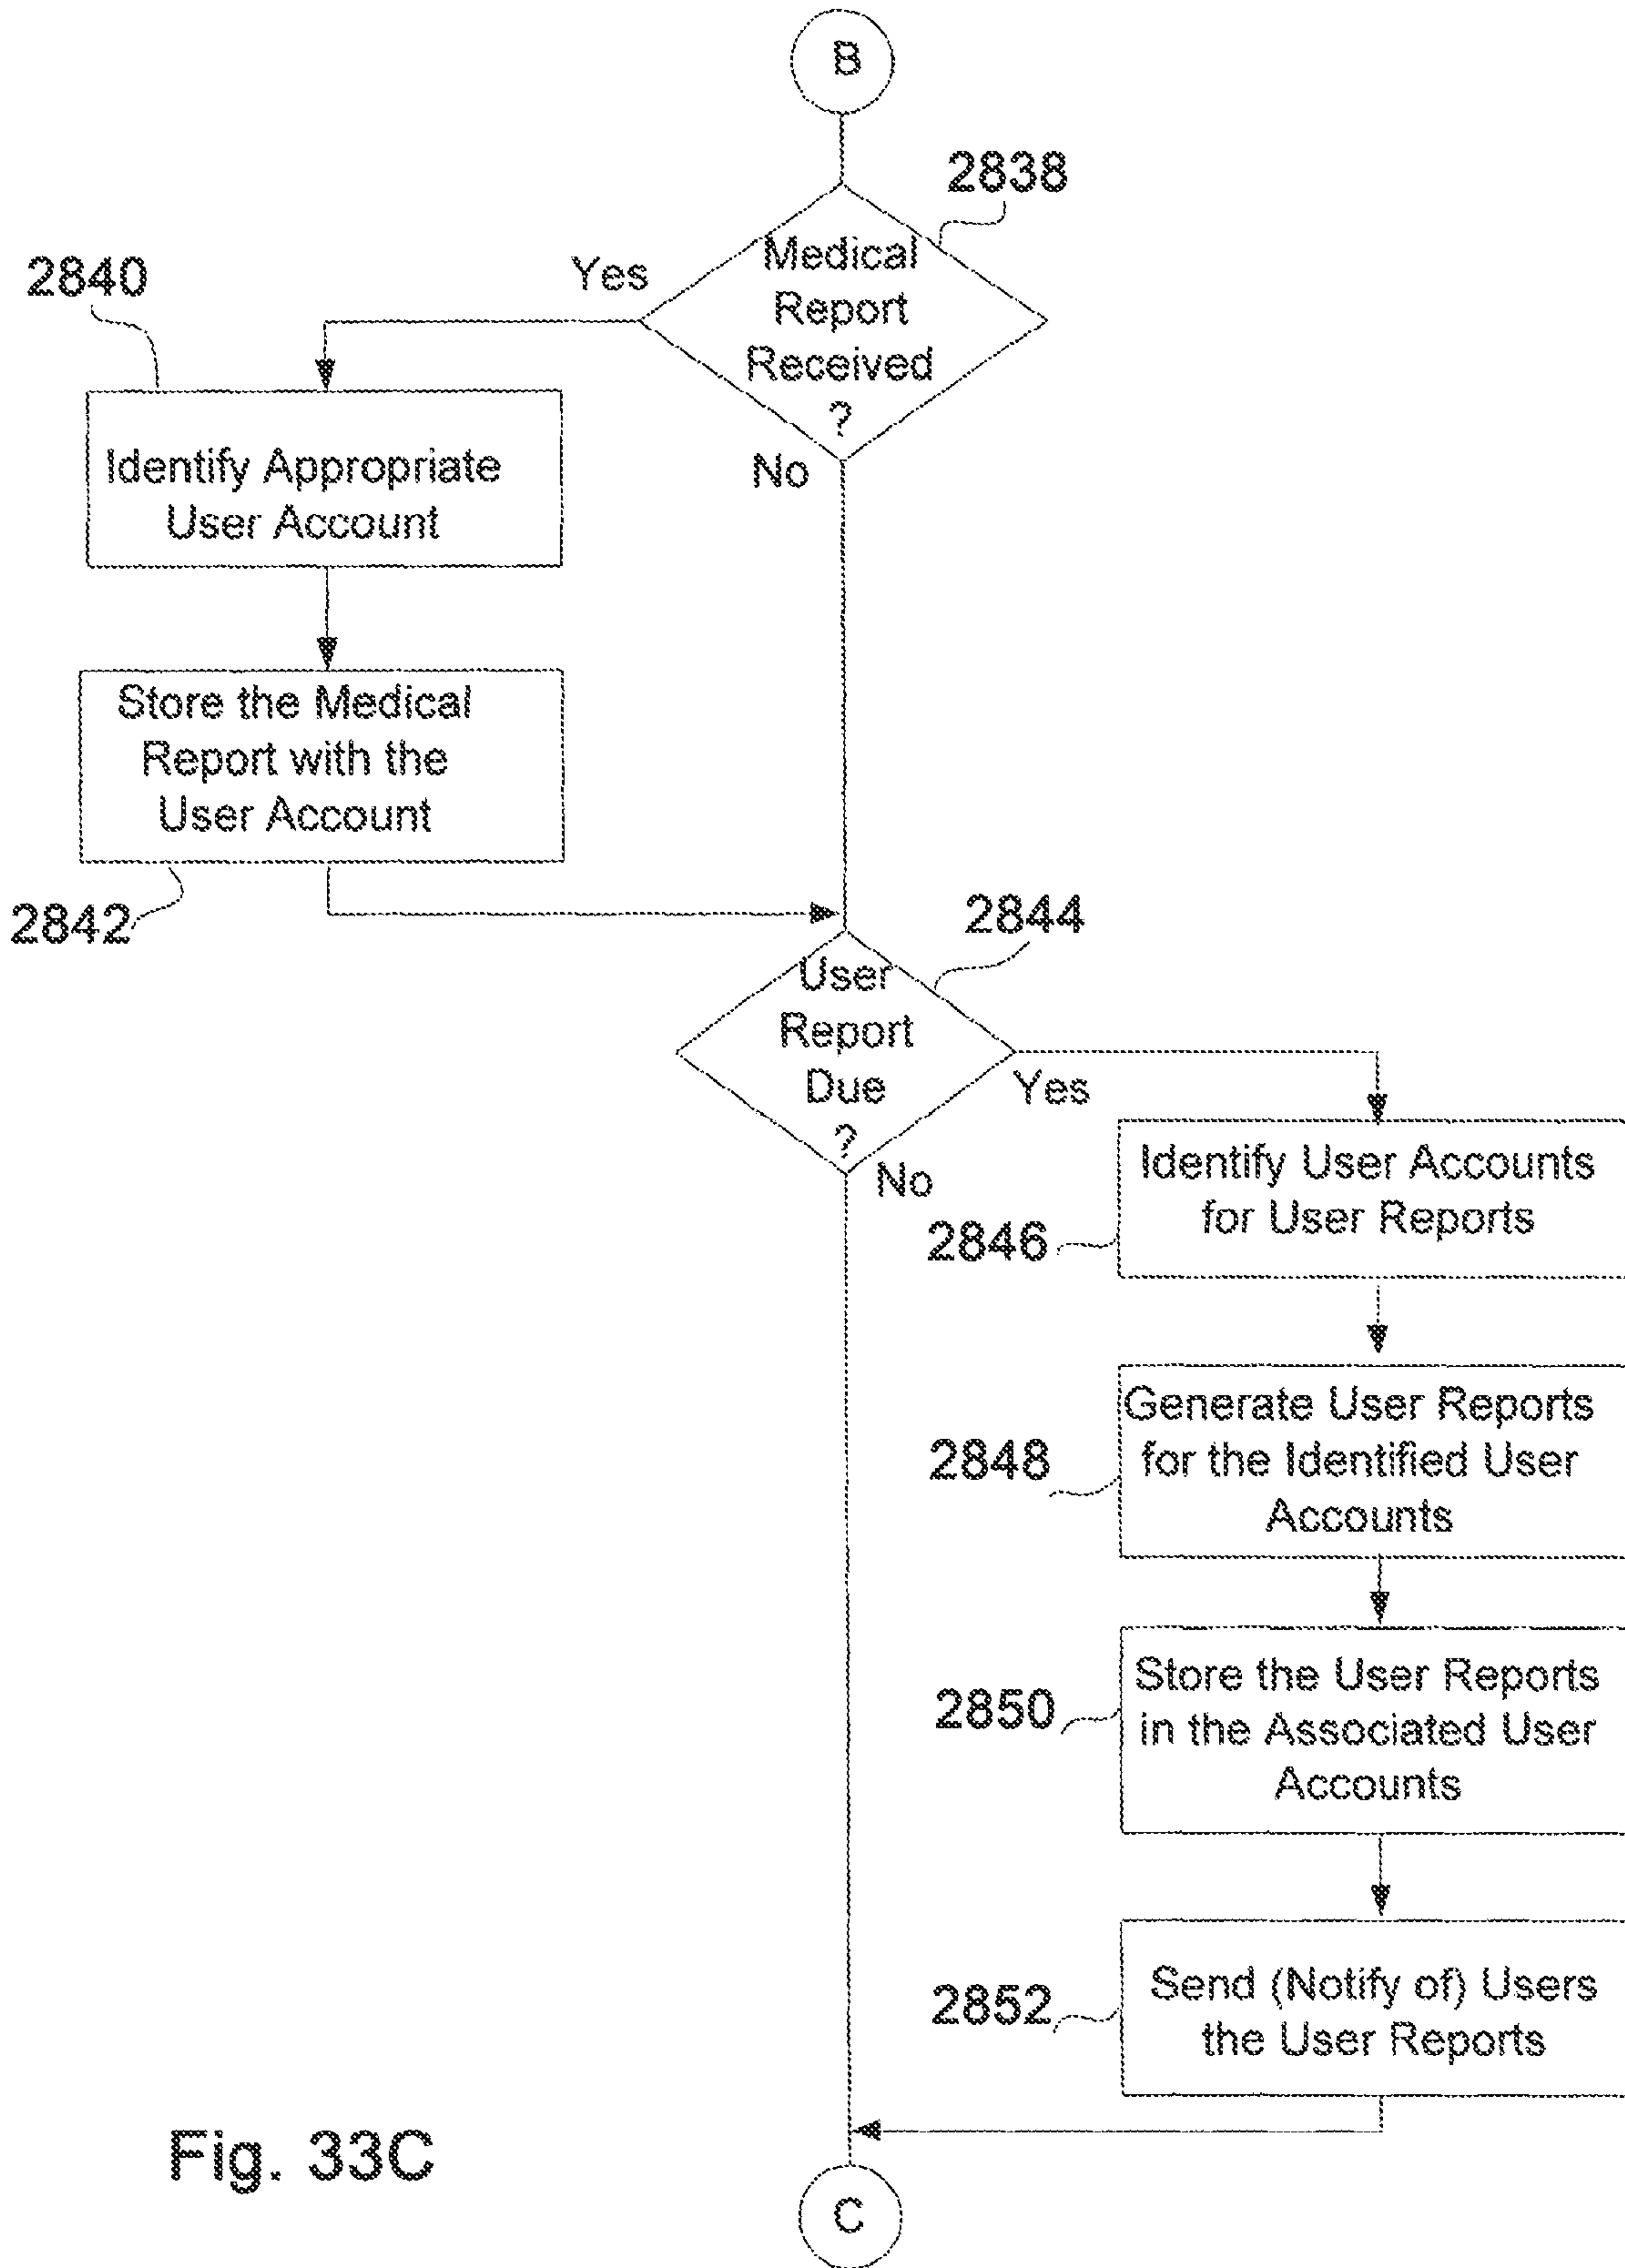 B
2838
Medical
Report
Received
?
Yes
No
2840
Identify Appropriate
User Account
Store the Medical
Report with the
User Account
2842
2844
User
Report
Due
?
Yes
No
Identify User Accounts
for User Reports
2846
Generate User Reports
for the Identified User
Accounts
2848
Store the User Reports
in the Associated User
Accounts
2850
Send (Notify of) Users
the User Reports
2852
Fig. 33C
C